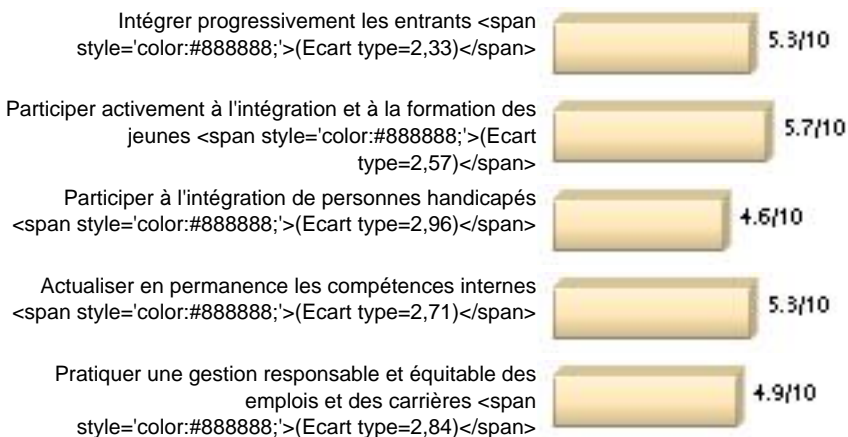 Intégrer progressivement les entrants <span
style='color:#888888;'>(Ecart type=2,33)</span>
5.3/10
Participer activement à l'intégration et à la formation des
jeunes <span style='color:#888888;'>(Ecart
type=2,57)</span>
5.7/10
Participer à l'intégration de personnes handicapés
<span style='color:#888888;'>(Ecart type=2,96)</span>
4.6/10
Actualiser en permanence les compétences internes
<span style='color:#888888;'>(Ecart type=2,71)</span>
5.3/10
Pratiquer une gestion responsable et équitable des
emplois et des carrières <span
style='color:#888888;'>(Ecart type=2,84)</span>
4.9/10